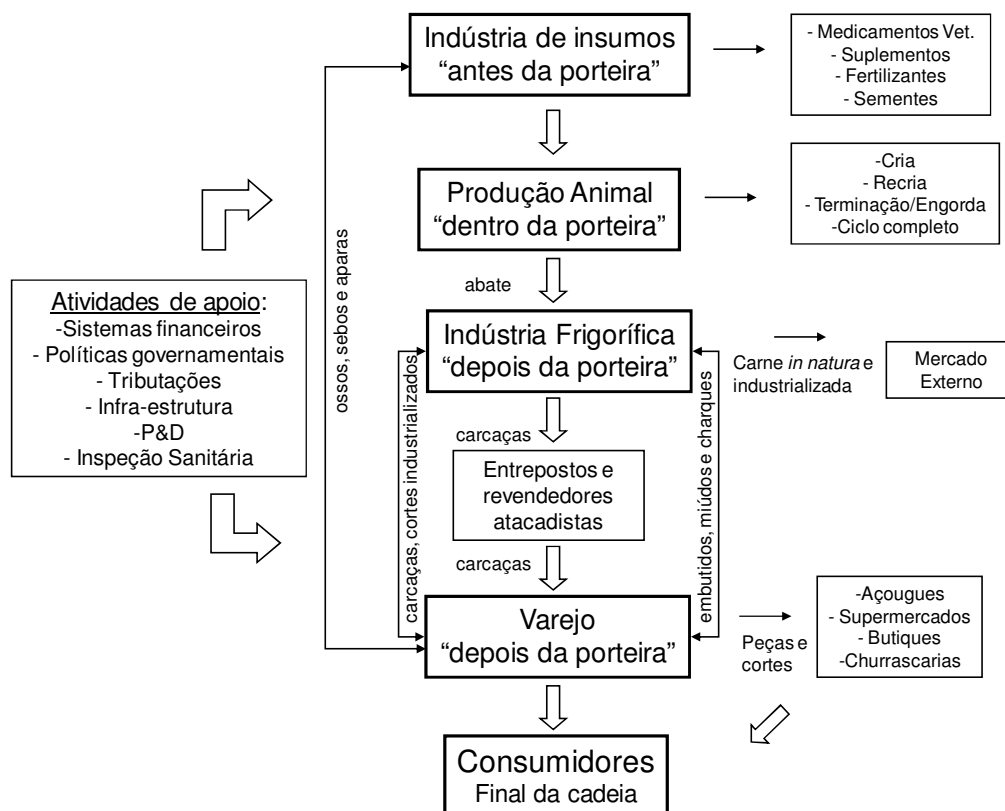 Indústria de insumos
“antes da porteira”
- Medicamentos Vet.
- Suplementos
- Fertilizantes
- Sementes
Produção Animal
“dentro da porteira”
-Cria
- Recria
- Terminação/Engorda
-Ciclo completo
abate
Atividades de apoio:
-Sistemas financeiros
- Políticas governamentais
- Tributações
- Infra-estrutura
-P&D
- Inspeção Sanitária
ossos, sebos e aparas
Indústria Frigorífica
“depois da porteira”
Carne in natura e
industrializada
Mercado
Externo
carcaças, cortes industrializados
carcaças
embutidos, miúdos e charques
Entrepostos e
revendedores
atacadistas
carcaças
Varejo
“depois da porteira”
Peças e
cortes
-Açougues
- Supermercados
- Butiques
-Churrascarias
Consumidores
Final da cadeia